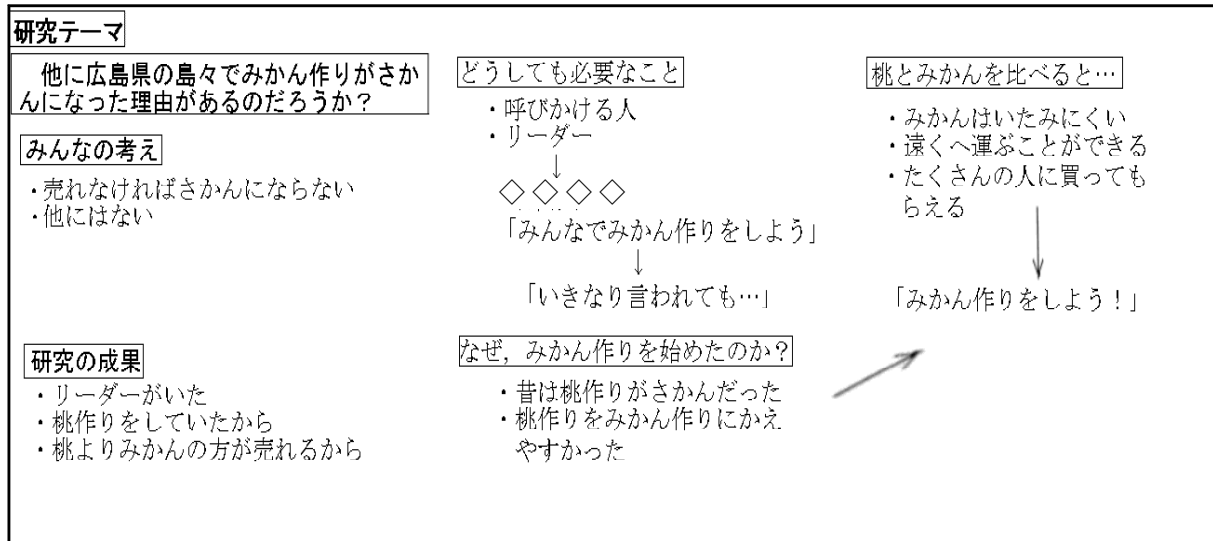 研究テーマ
他に広島県の島々でみかん作りがさか
んになった理由があるのだろうか？
みんなの考え
・売れなければさかんにならない
・他にはない
研究の成果
・リーダーがいた
・桃作りをしていたから
・桃よりみかんの方が売れるから
どうしても必要なこと
・呼びかける人
・リーダー
↓
◇◇◇◇
「みんなでみかん作りをしよう」
↓
「いきなり言われても…」
なぜ，みかん作りを始めたのか？
・昔は桃作りがさかんだった
・桃作りをみかん作りにかえ
やすかった
桃とみかんを比べると…
・みかんはいたみにくい
・遠くへ運ぶことができる
・たくさんの人に買っても
らえる
「みかん作りをしよう！」